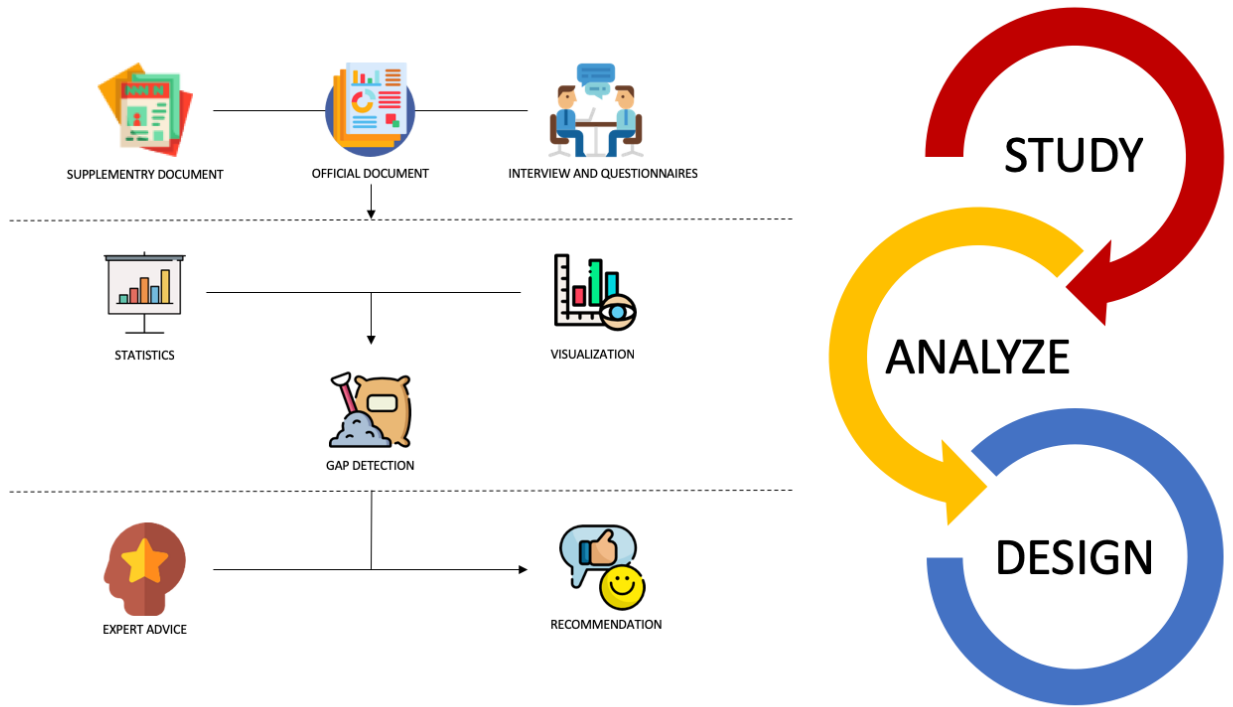 SUPPLEMENTRY DOCUMENT
OFFICIAL DOCUMENT
INTERVIEW AND QUESTIONNAIRES
STUDY
STATISTICS
VISUALIZATION
ANALYZE
GAP DETECTION
DESIGN
EXPERT ADVICE
RECOMMENDATION